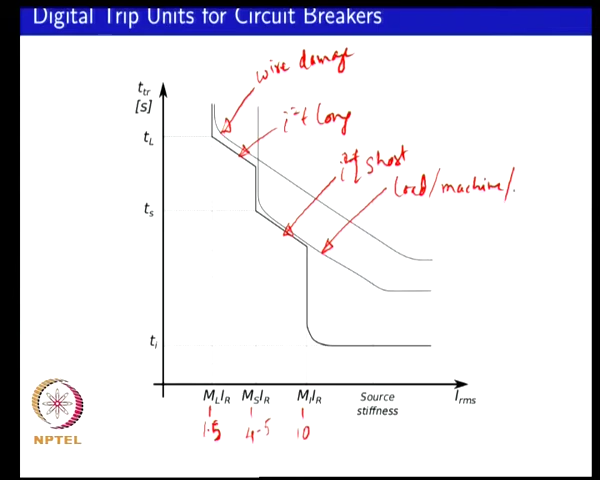 Digital Trip Units for Circuit Breakers
wire damage
t_tr
[s]
i²t long
t_L
i²t short
load/machine/.
t_s
t_i
M_L I_R M_S I_R M_I I_R Source stiffness I_rms
1.5 4-5 10
NPTEL